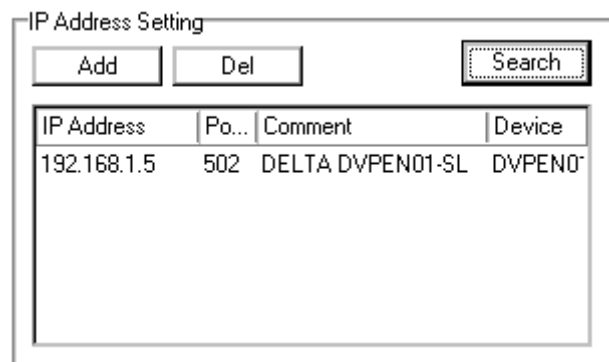 IP Address Setting
Add Del Search
IP Address Po... Comment Device
192.168.1.5 502 DELTA DVPEN01-SL DVPEN0